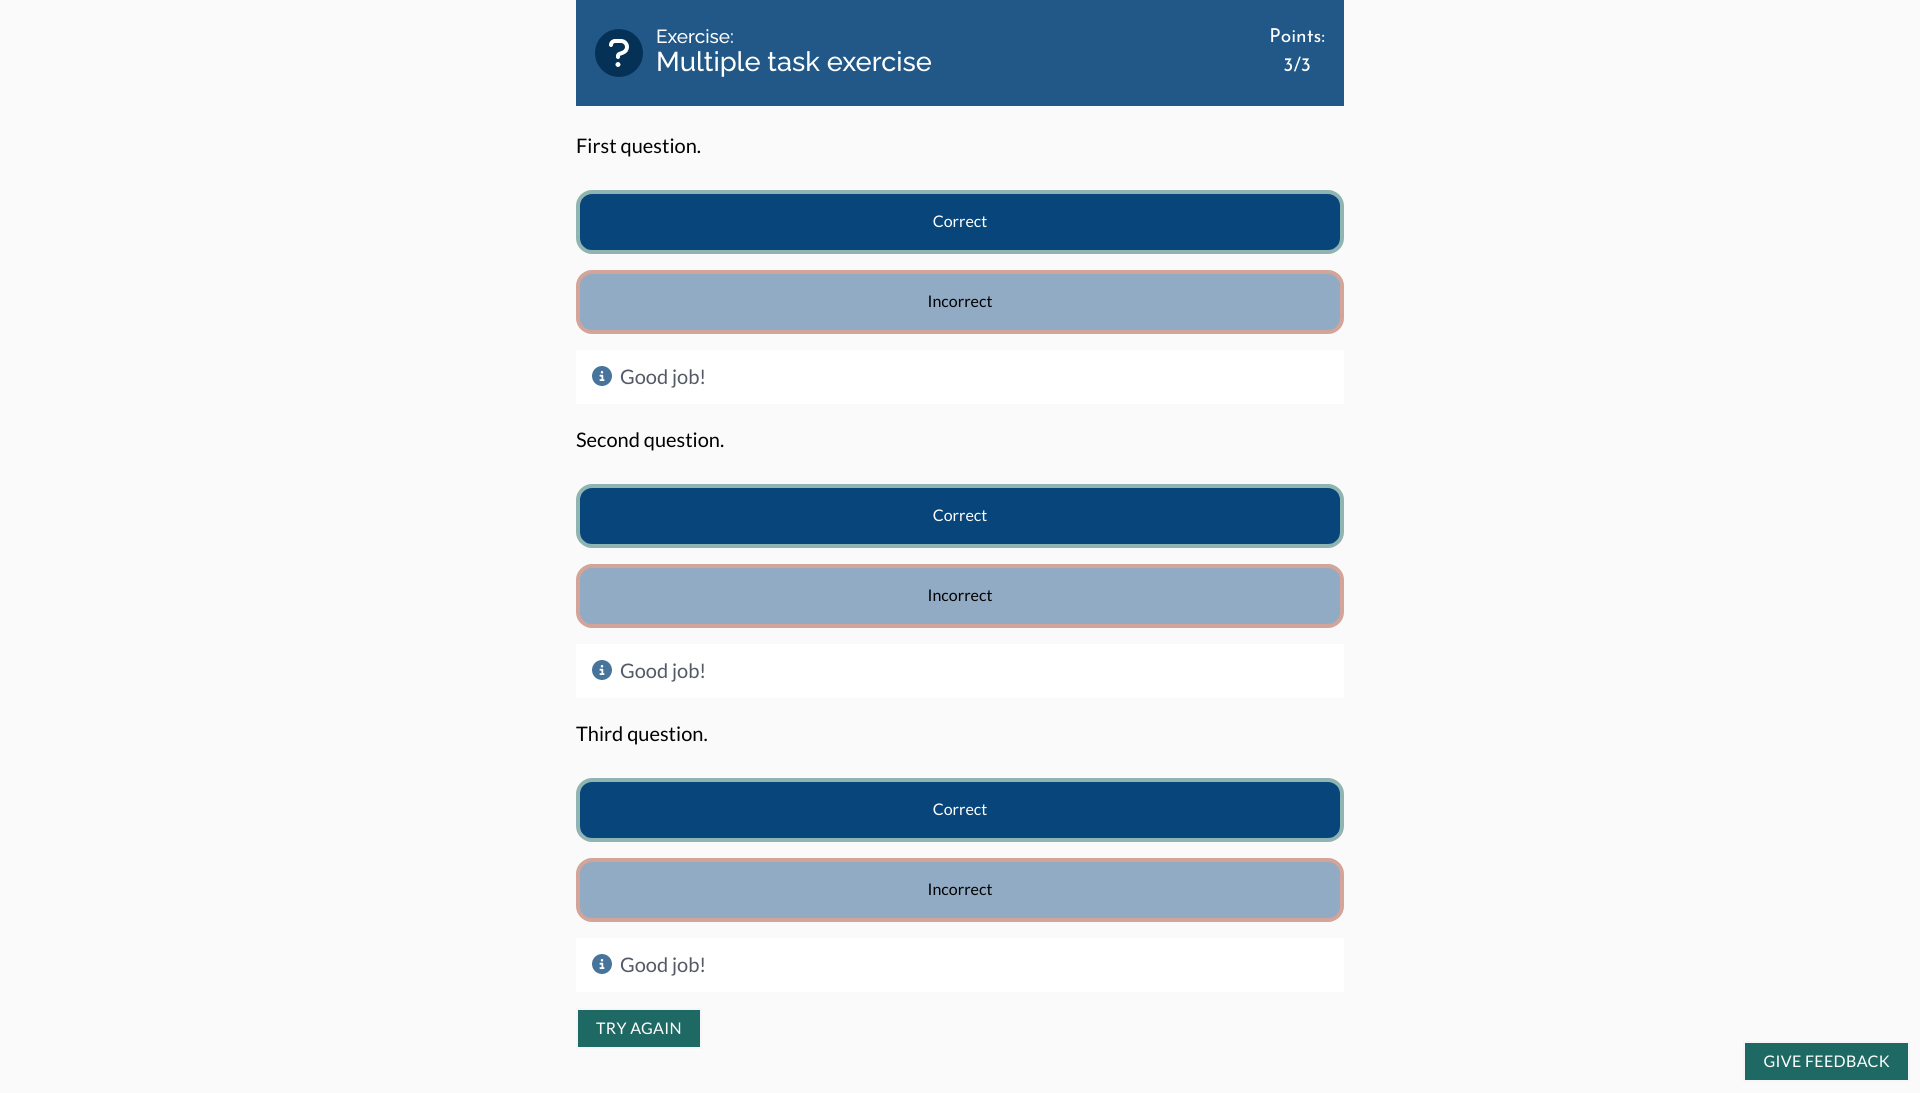 Exercise:
Multiple task exercise
Points:
3/3
First question.
Correct
Incorrect
Good job!
Second question.
Correct
Incorrect
Good job!
Third question.
Correct
Incorrect
Good job!
TRY AGAIN
GIVE FEEDBACK